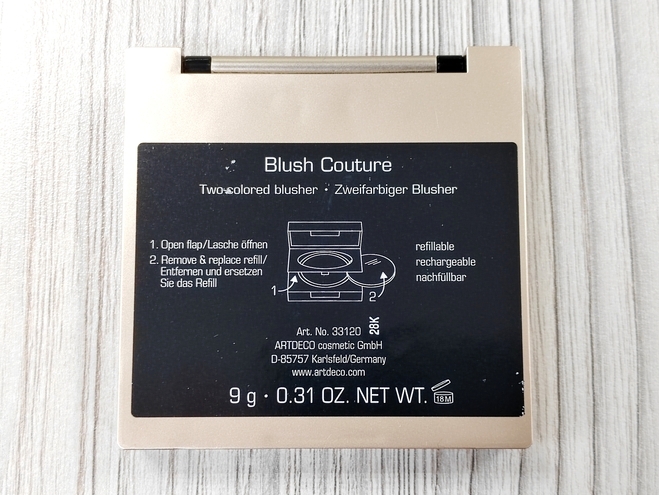 Blush Couture
Two-colored blusher • Zweifarbiger Blusher
1. Open flap/Lasche öffnen
2. Remove & replace refill/
Entfernen und ersetzen
Sie das Refill
1
2
refillable
rechargeable
nachfüllbar
Art. No. 33120
28K
ARTDECO cosmetic GmbH
D-85757 Karlsfeld/Germany
www.artdeco.com
9 g • 0.31 OZ. NET WT.
18M